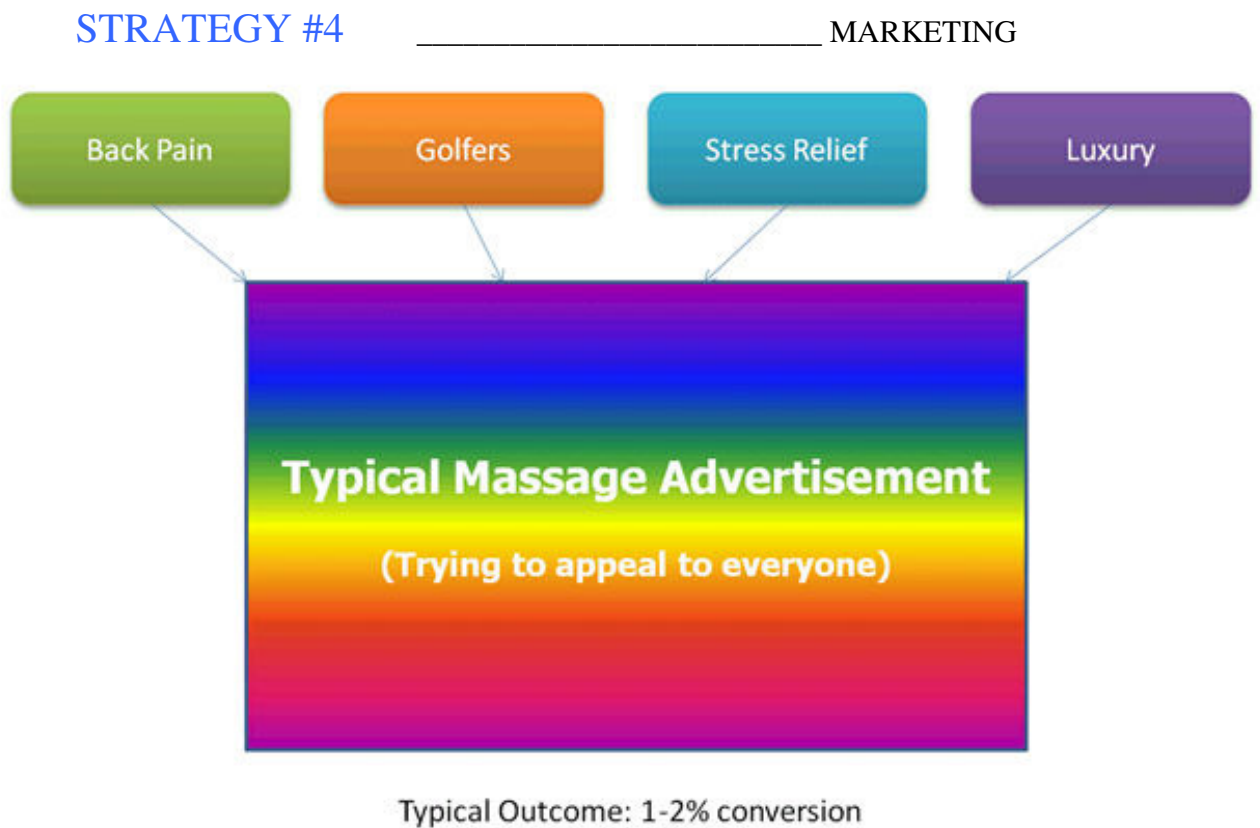 STRATEGY #4 __________________________ MARKETING
Back Pain
Golfers
Stress Relief
Luxury
Typical Massage Advertisement
(Trying to appeal to everyone)
Typical Outcome: 1-2% conversion